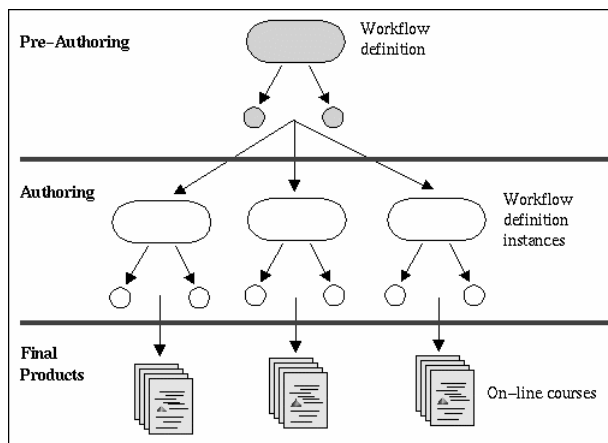 Pre-Authoring
Workflow
definition
Authoring
Workflow
definition
instances
Final
Products
On-line courses